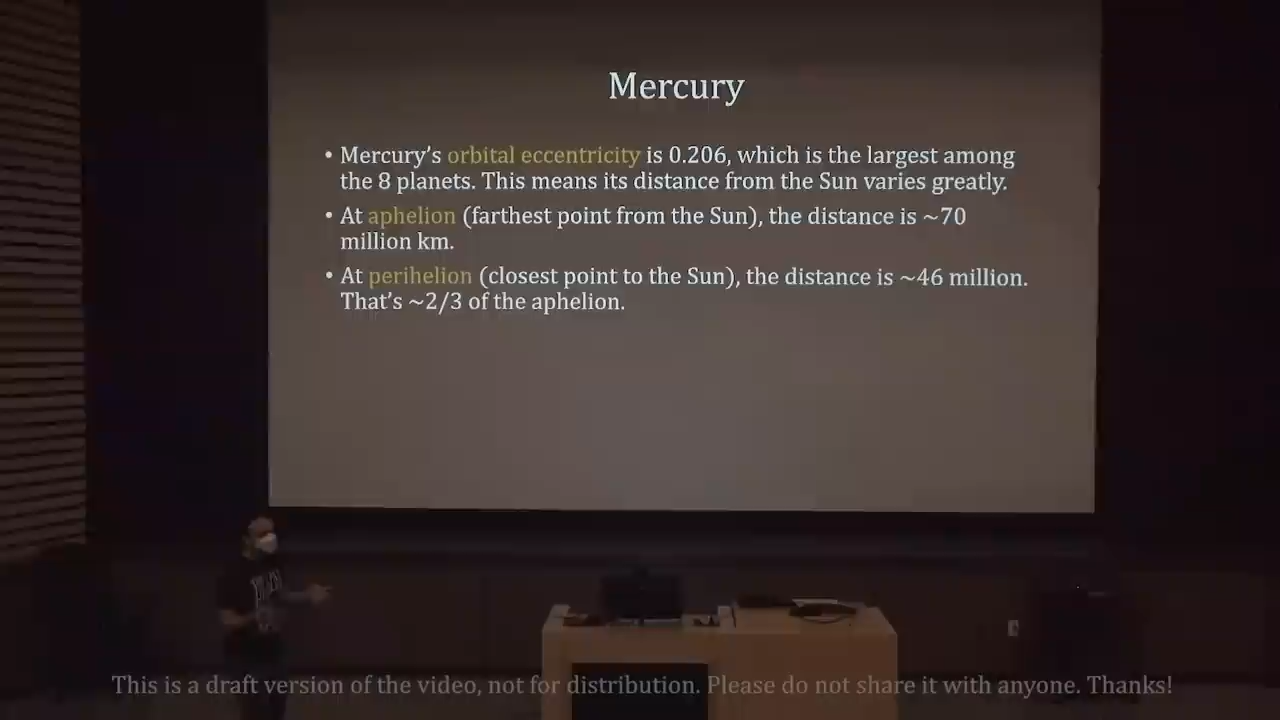 Mercury
• Mercury's orbital eccentricity is 0.206, which is the largest among
the 8 planets. This means its distance from the Sun varies greatly.
• At aphelion (farthest point from the Sun), the distance is ~70
million km.
• At perihelion (closest point to the Sun), the distance is ~46 million.
That's ~2/3 of the aphelion.
This is a draft version of the video, not for distribution. Please do not share it with anyone. Thanks!